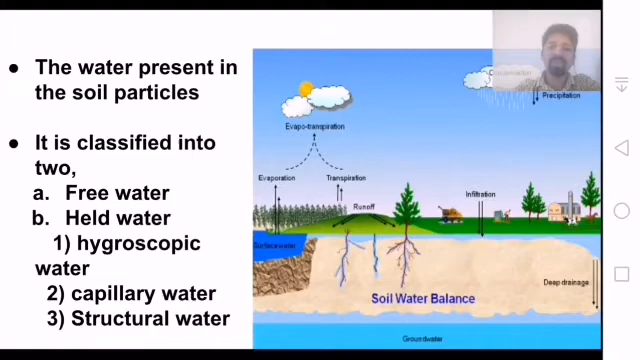 ● The water present in
the soil particles
● It is classified into
two,
a. Free water
b. Held water
1) hygroscopic
water
2) capillary water
3) Structural water
Precipitation
Evapo-transpiration
Evaporation
Transpiration
Runoff
Infiltration
Surface water
Deep drainage
Soil Water Balance
Groundwater